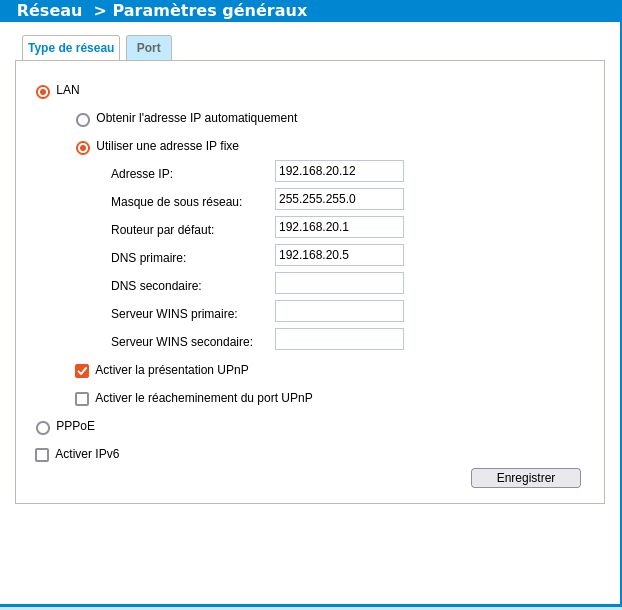 Réseau > Paramètres généraux
Type de réseau Port
LAN
Obtenir l'adresse IP automatiquement
Utiliser une adresse IP fixe
Adresse IP: 192.168.20.12
Masque de sous réseau: 255.255.255.0
Routeur par défaut: 192.168.20.1
DNS primaire: 192.168.20.5
DNS secondaire:
Serveur WINS primaire:
Serveur WINS secondaire:
Activer la présentation UPnP
Activer le réacheminement du port UPnP
PPPoE
Activer IPv6
Enregistrer